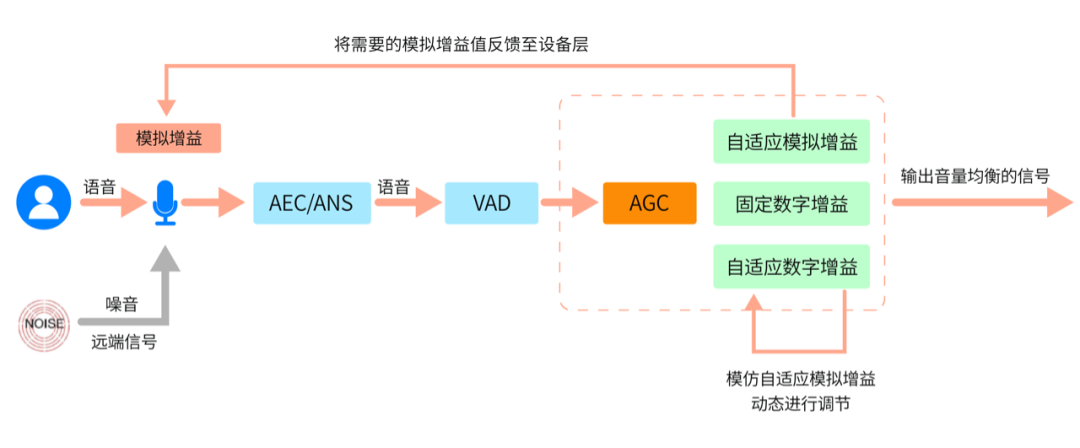 将需要的模拟增益值反馈至设备层
模拟增益
自适应模拟增益
语音
语音
输出音量均衡的信号
AEC/ANS
VAD
AGC
固定数字增益
自适应数字增益
噪音
NOISE
远端信号
模仿自适应模拟增益
动态进行调节